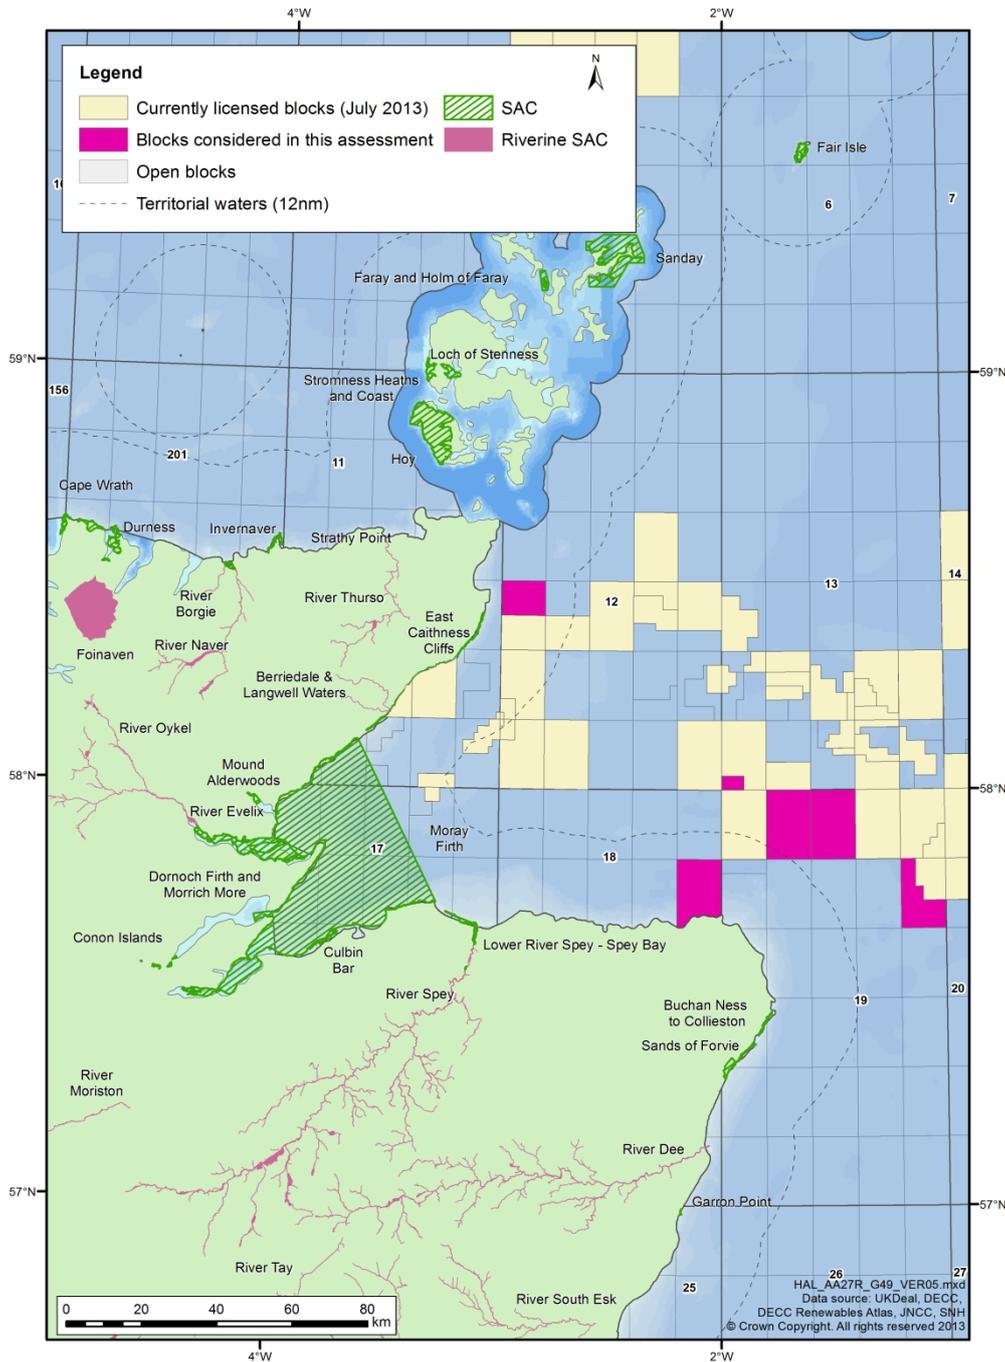 4°W
2°W
Legend
N
Currently licensed blocks (July 2013)
SAC
Blocks considered in this assessment
Riverine SAC
Open blocks
Territorial waters (12nm)
Fair Isle
7
6
Sanday
Faray and Holm of Faray
59°N
Loch of Stenness
59°N
Stromness Heaths
and Coast
156
201
11
Hoy
Cape Wrath
Durness
Invernaver
Strathy Point
14
13
12
River
Borgie
River Thurso
East
Caithness
Cliffs
River Naver
Foinaven
Berriedale &
Langwell Waters
River Oykel
Mound
Alderwoods
58°N
58°N
River Evelix
Moray
Firth
17
18
Dornoch Firth and
Morrich More
Conon Islands
Culbin
Bar
Lower River Spey - Spey Bay
River Spey
20
19
Buchan Ness
to Collieston
Sands of Forvie
River
Moriston
River Dee
57°N
Garron Point
57°N
River Tay
26
27
25
River South Esk
HAL_AA27R_G49_VER05.mxd
Data source: UKDeal, DECC,
DECC Renewables Atlas, JNCC, SNH
© Crown Copyright. All rights reserved 2013
0 20 40 60 80
km
4°W
2°W